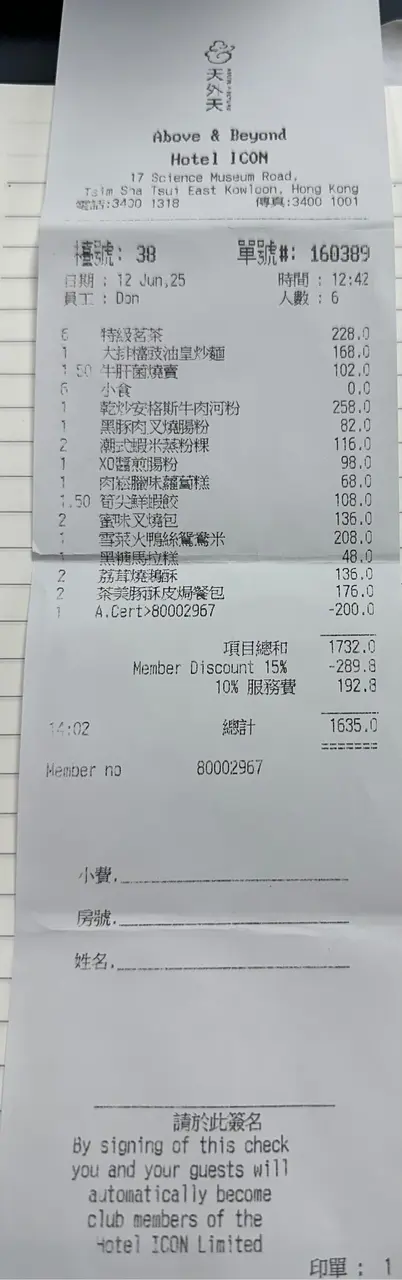 天外天
Above & Beyond
Hotel ICON
17 Science Museum Road,
Tsim Sha Tsui East Kowloon, Hong Kong
電話:3400 1318 傳真:3400 1001
檯號: 38 單號#: 160389
日期 : 12 Jun,25 時間 : 12:42
員工 : Don 人數 : 6
6 特級茗茶 228.0
1 大排檔豉油皇炒麵 168.0
1.50 牛肝菌燒賣 102.0
6 小食 0.0
1 乾炒安格斯牛肉河粉 258.0
1 黑豚肉叉燒腸粉 82.0
2 潮式蝦米蒸粉粿 116.0
1 XO醬煎腸粉 98.0
1 肉崧臘味蘿蔔糕 68.0
1.50 筍尖鮮蝦餃 108.0
2 蜜味叉燒包 136.0
1 雪菜火鴨絲鴛鴦米 208.0
1 黑糖馬拉糕 48.0
2 荔茸燒鵝酥 136.0
2 茶美豚酥皮焗餐包 176.0
1 A.Cert>80002967 -200.0
項目總和 1732.0
Member Discount 15% -289.8
10% 服務費 192.8
14:02 總計 1635.0
Member no 80002967
小費.
房號.
姓名.
請於此簽名
By signing of this check
you and your guests will
automatically become
club members of the
Hotel ICON Limited
印單 : 1